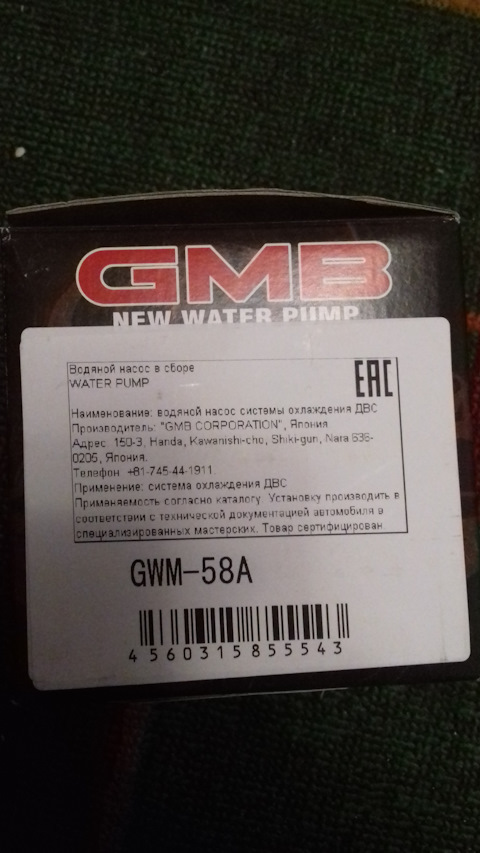 GMB
NEW WATER PUMP
Водяной насос в сборе
WATER PUMP
EAC
Наименование: водяной насос системы охлаждения ДВС
Производитель: "GMB CORPORATION", Япония
Адрес: 150-3, Handa, Kawanishi-cho, Shiki-gun, Nara 636-
0205, Япония.
Телефон: +81-745-44-1911.
Применение: система охлаждения ДВС
Применяемость согласно каталогу. Установку производить в
соответствии с технической документацией автомобиля в
специализированных мастерских. Товар сертифицирован.
GWM-58A
4560315855543